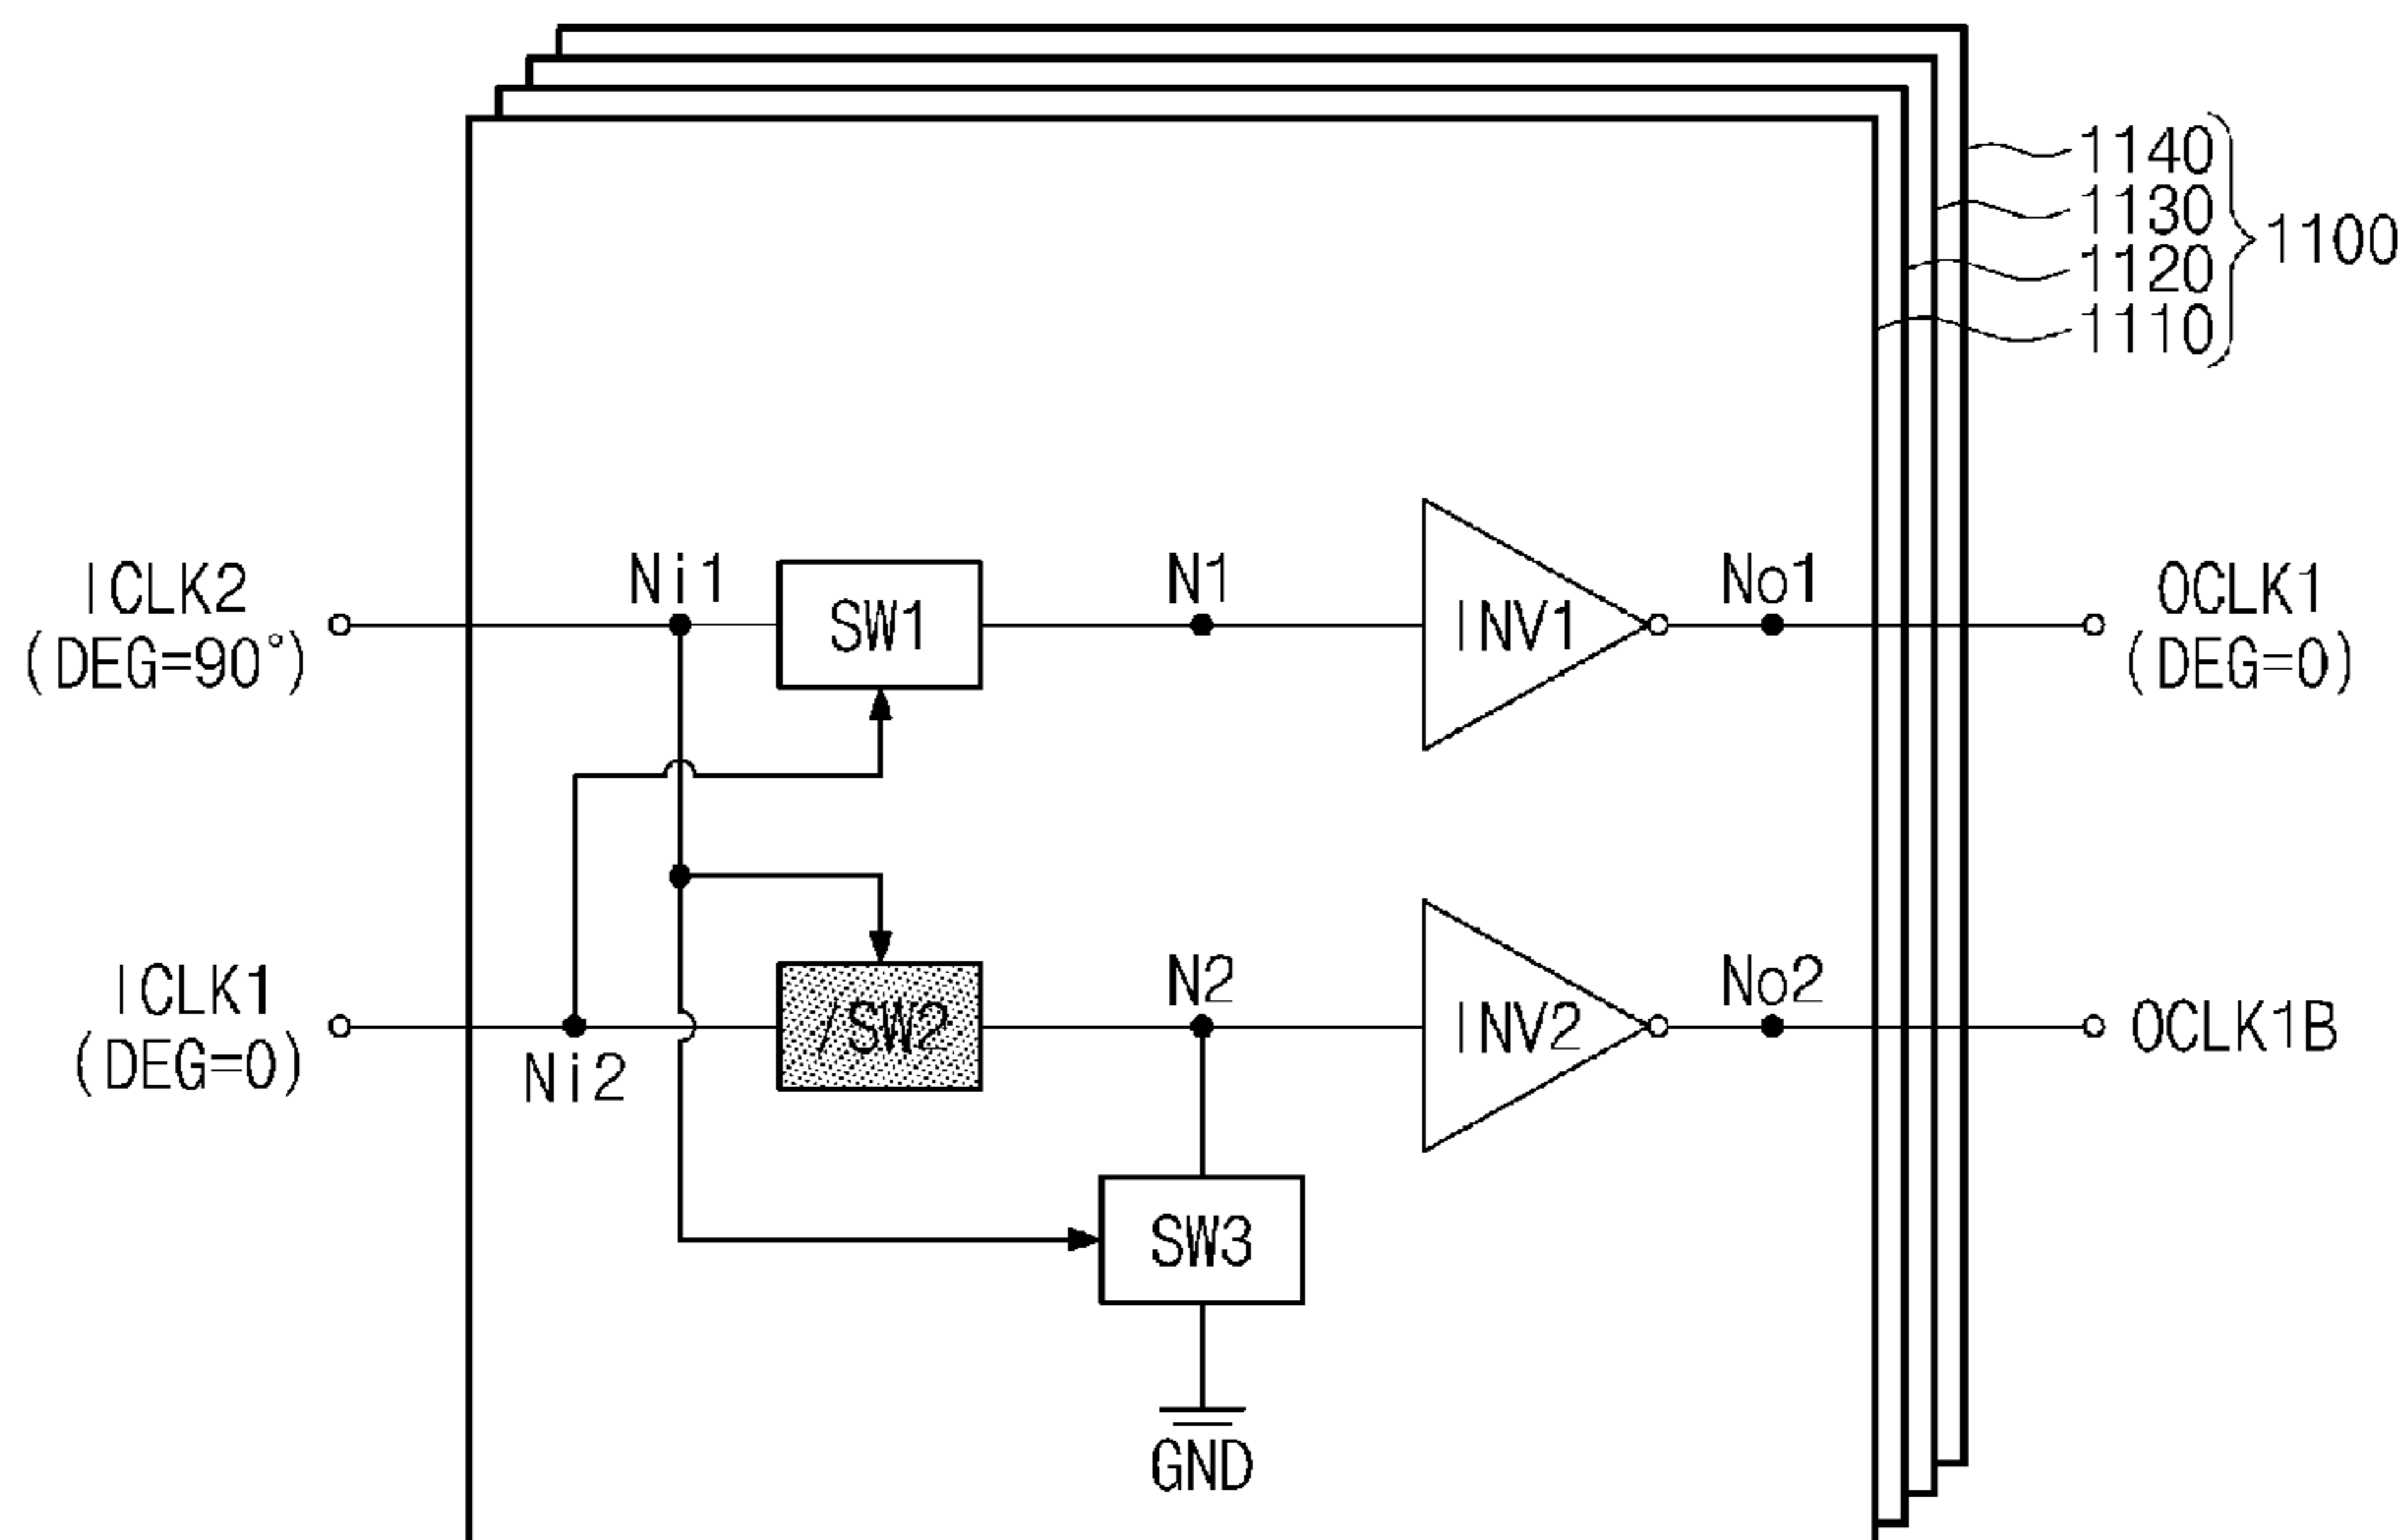 1140
1130
1120
1110
1100
ICLK2
(DEG=90°)
Ni1
SW1
N1
INV1
No1
OCLK1
(DEG=0)
ICLK1
(DEG=0)
Ni2
/SW2
N2
INV2
No2
OCLK1B
SW3
GND